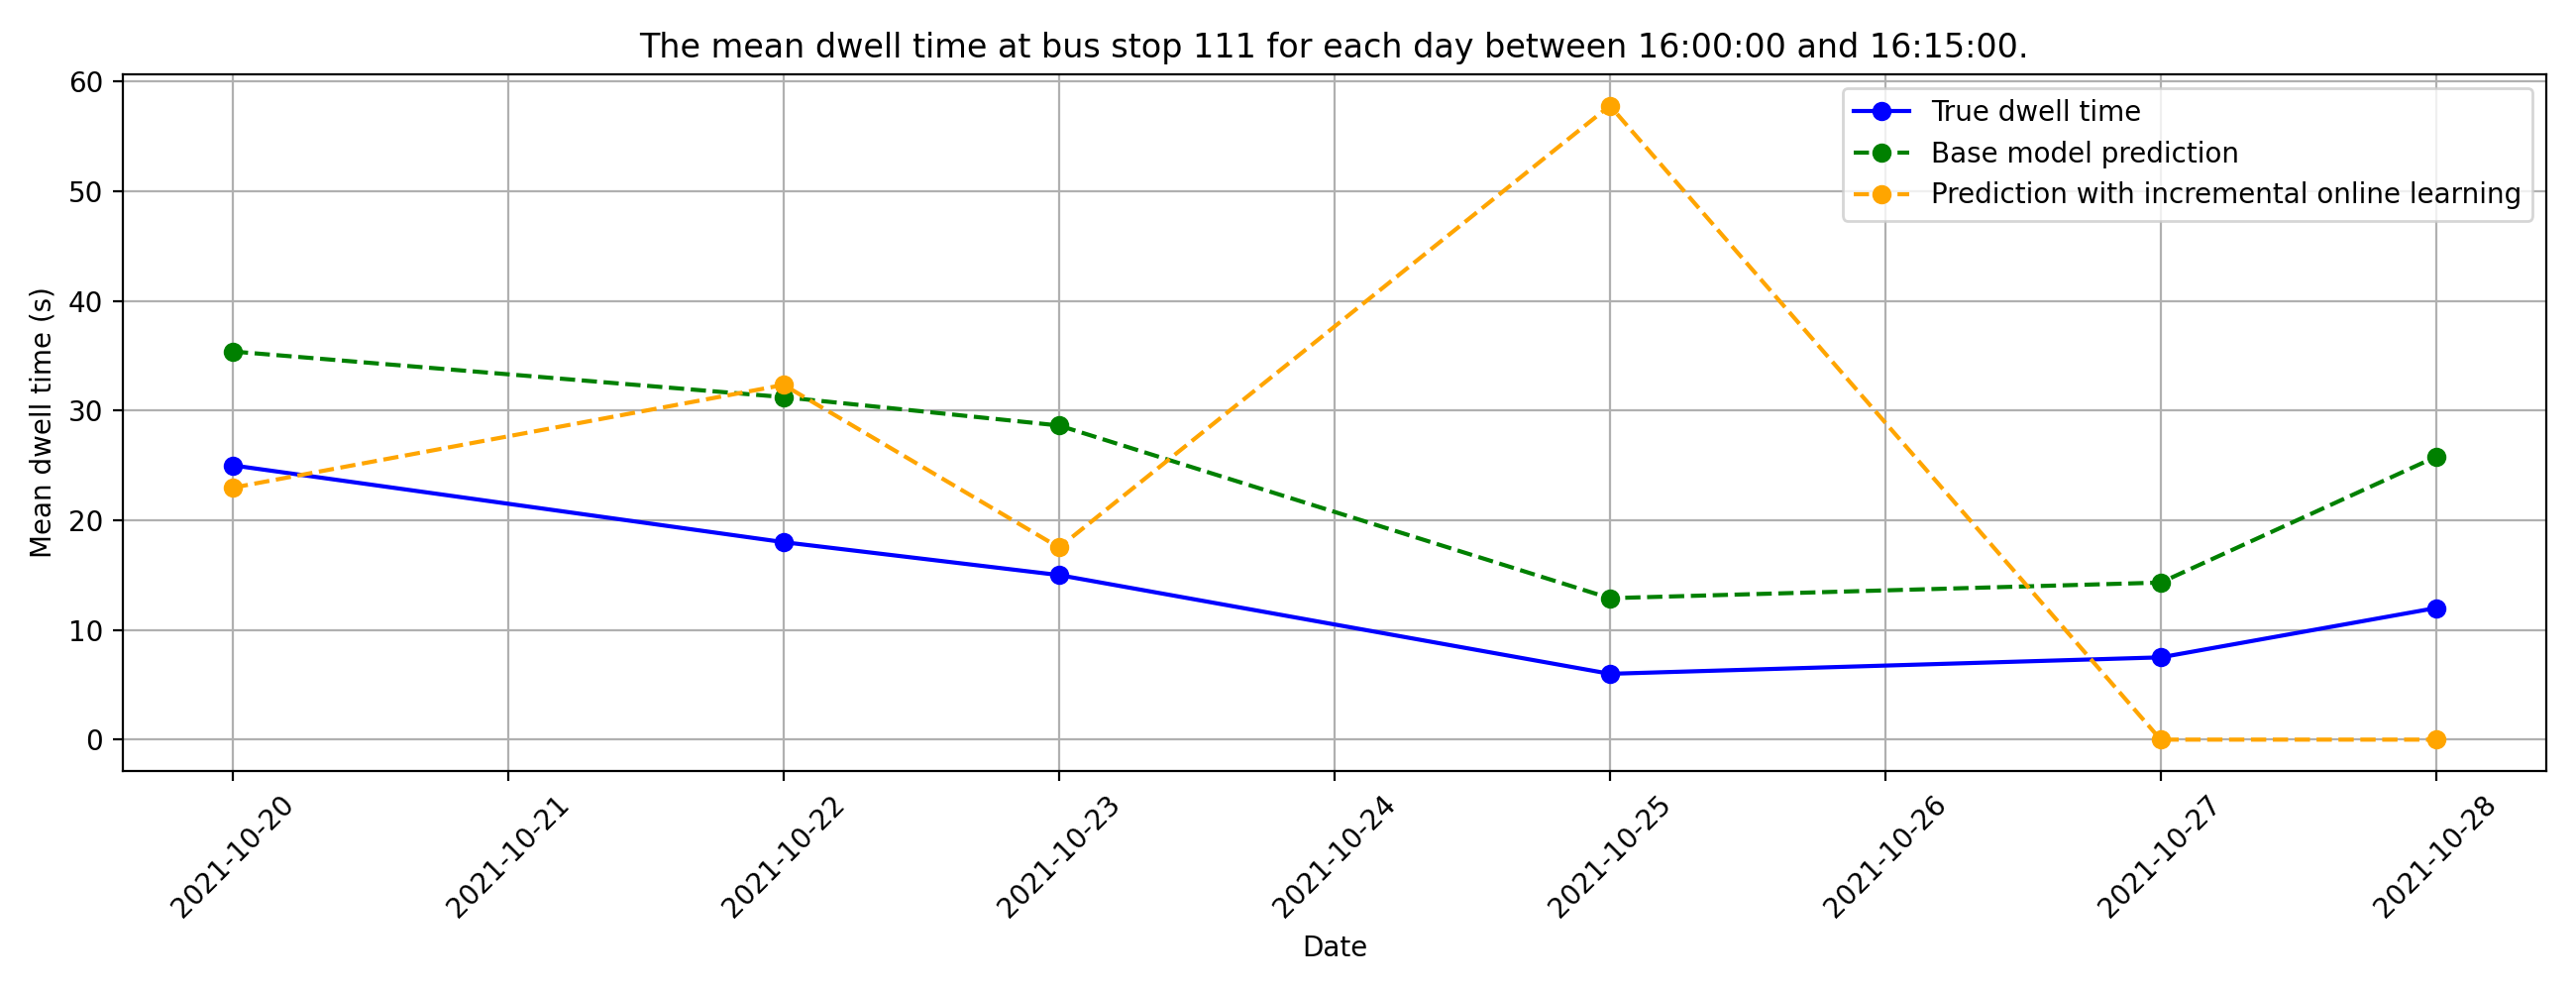 The mean dwell time at bus stop 111 for each day between 16:00:00 and 16:15:00.
True dwell time
Base model prediction
Prediction with incremental online learning
Mean dwell time (s)
60
50
40
30
20
10
0
2021-10-20
2021-10-21
2021-10-22
2021-10-23
2021-10-24
2021-10-25
2021-10-26
2021-10-27
2021-10-28
Date